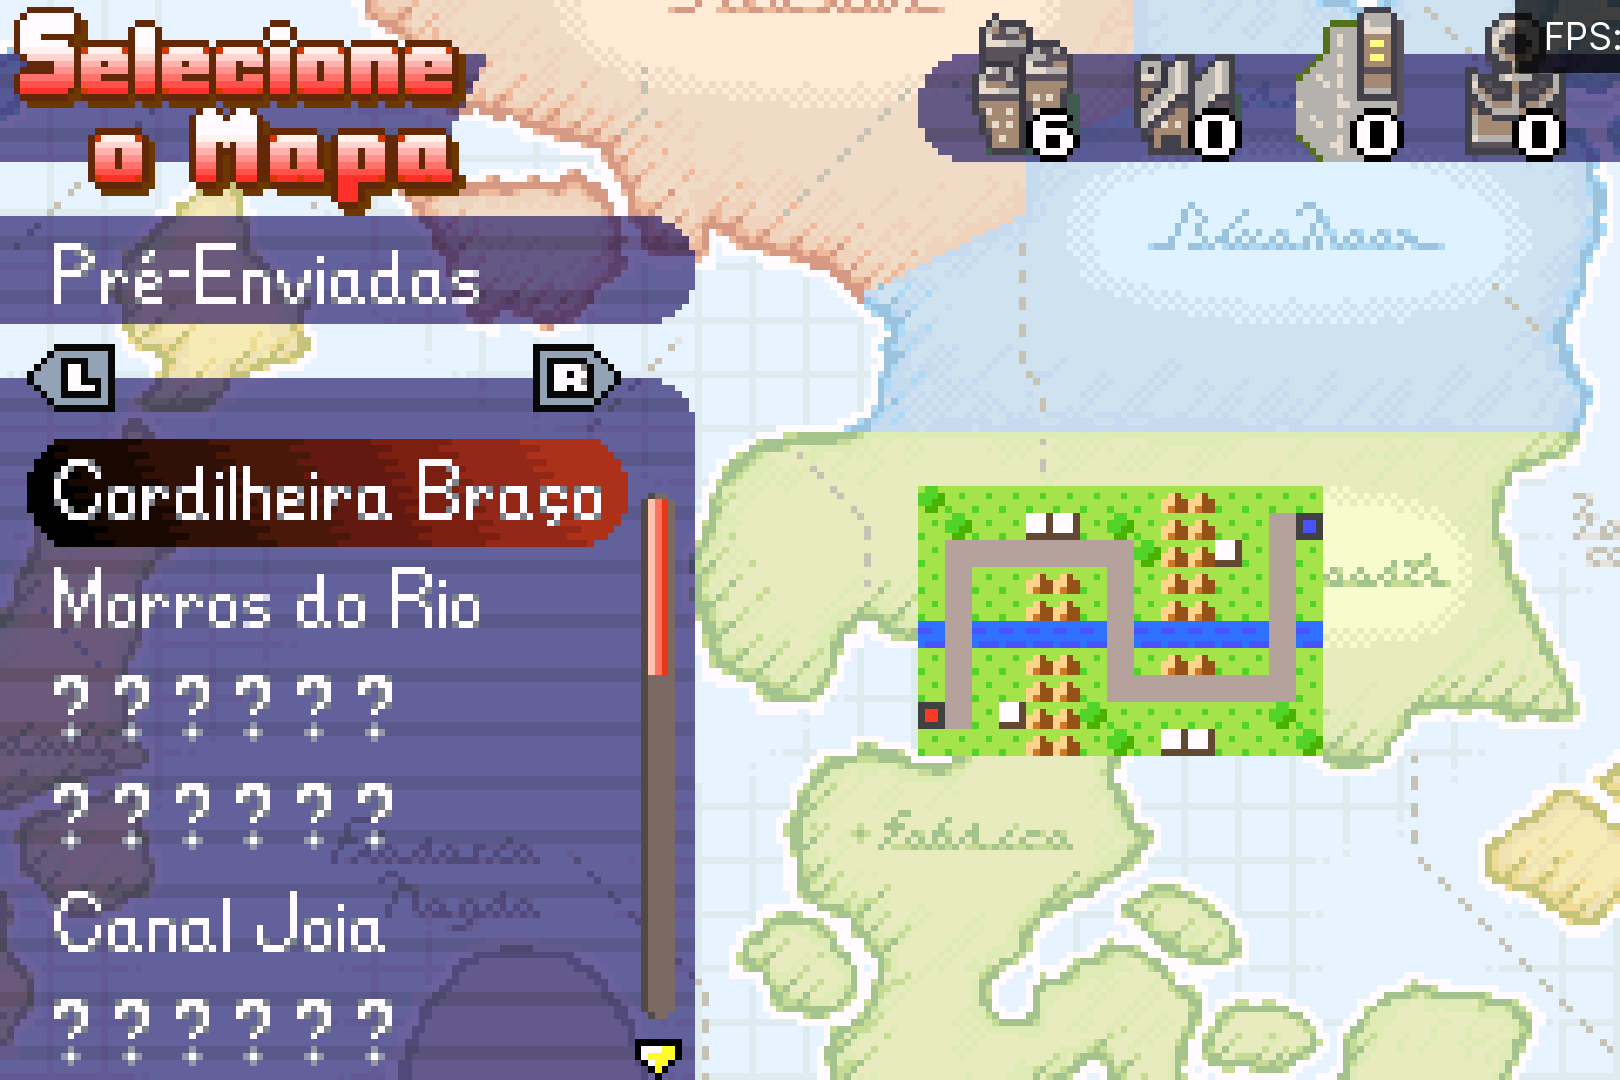 Selecione
o Mapa
FPS:
6 0 0 0
Pré-Enviadas
L R
Cordilheira Braço
Morros do Rio
? ? ? ? ? ?
? ? ? ? ? ?
Canal Joia
? ? ? ? ? ?